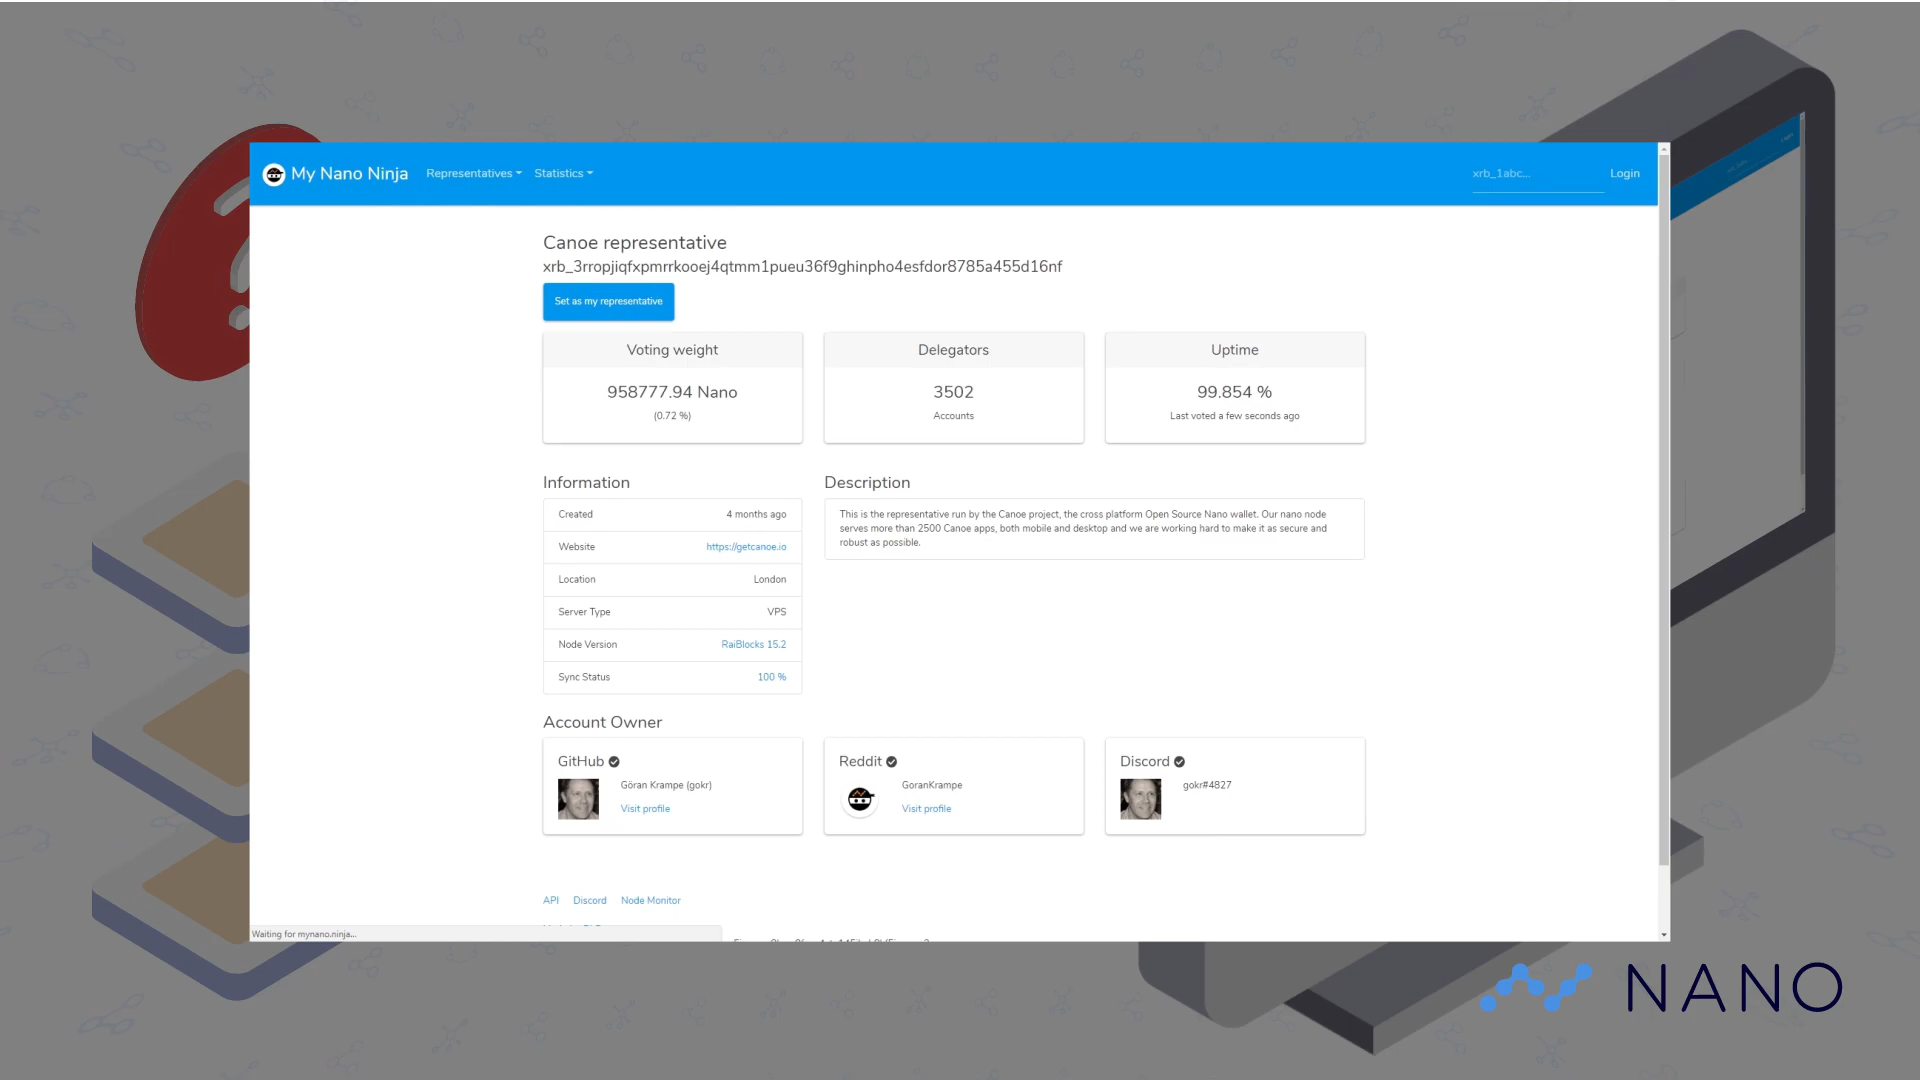 My Nano Ninja
Representatives
Statistics
xrb_1abc...
Login
Canoe representative
xrb_3rropjiqfxpmrrkooej4qtmm1pueu36f9ghinpho4esfdor8785a455d16nf
Set as my representative
Voting weight
958777.94 Nano
(0.72 %)
Delegators
3502
Accounts
Uptime
99.854 %
Last voted a few seconds ago
Information
Created 4 months ago
Website https://getcanoe.io
Location London
Server Type VPS
Node Version RaiBlocks 15.2
Sync Status 100 %
Description
This is the representative run by the Canoe project, the cross platform Open Source Nano wallet. Our nano node
serves more than 2500 Canoe apps, both mobile and desktop and we are working hard to make it as secure and
robust as possible.
Account Owner
GitHub
Göran Krampe (gokr)
Visit profile
Reddit
GoranKrampe
Visit profile
Discord
gokr#4827
API Discord Node Monitor
Waiting for mynano.ninja...
NANO